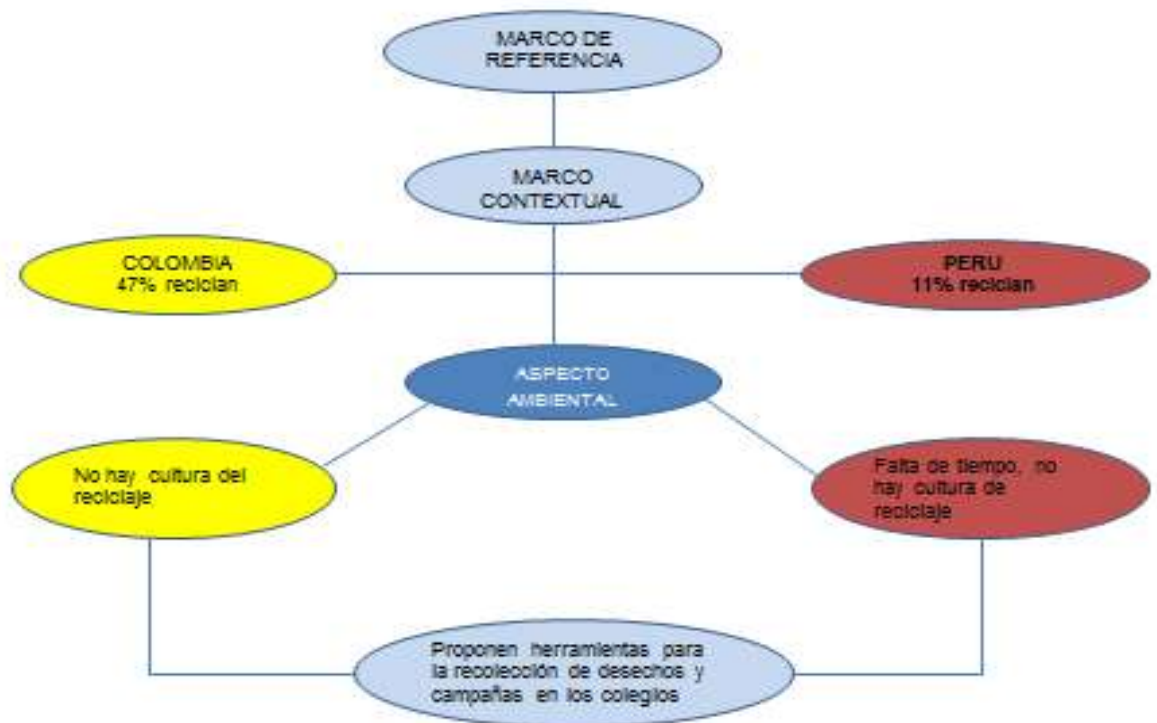 MARCO DE
REFERENCIA
MARCO
CONTEXTUAL
COLOMBIA
47% reciclan
PERU
11% reciclan
ASPECTO
AMBIENTAL
No hay cultura del
reciclaje
Falta de tiempo, no
hay cultura de
reciclaje
Proponen herramientas para
la recolección de desechos y
campañas en los colegios